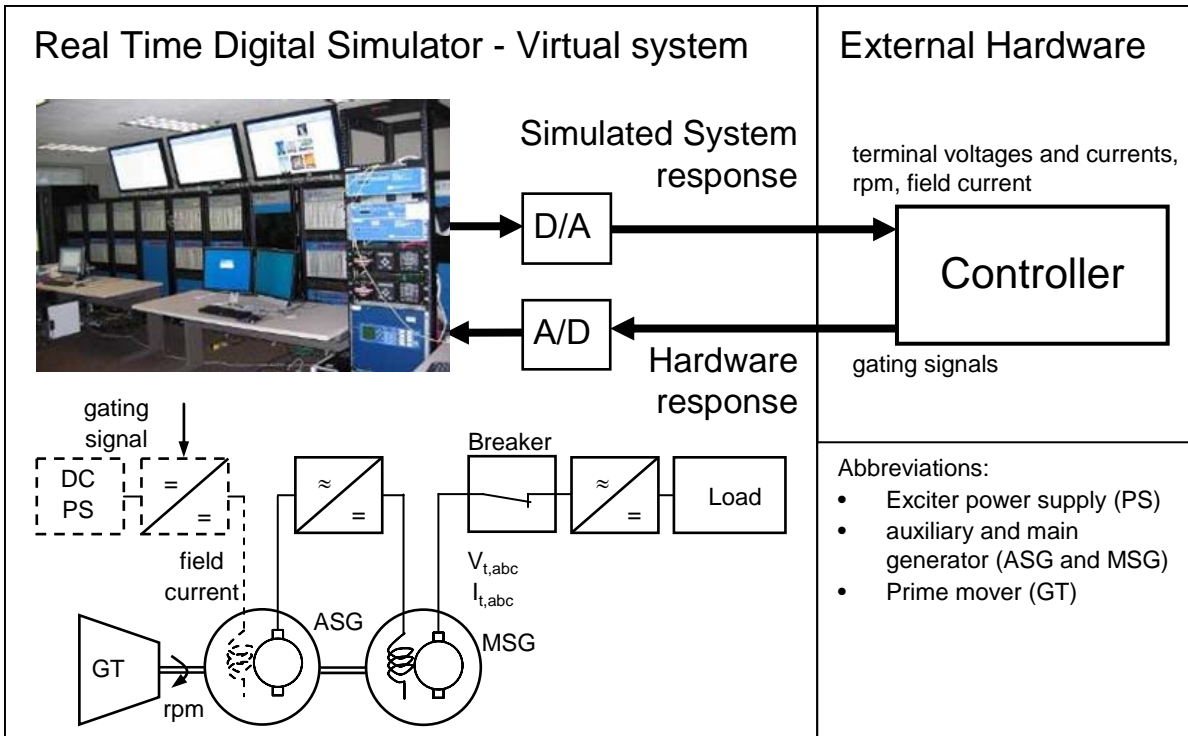 Real Time Digital Simulator - Virtual system
External Hardware
Simulated System
response
D/A
A/D
Hardware
response
terminal voltages and currents,
rpm, field current
Controller
gating signals
gating
signal
DC
PS
=
=
≈
=
Breaker
≈
=
Load
field
current
Vt,abc
It,abc
ASG
MSG
GT
rpm
Abbreviations:
• Exciter power supply (PS)
• auxiliary and main
generator (ASG and MSG)
• Prime mover (GT)